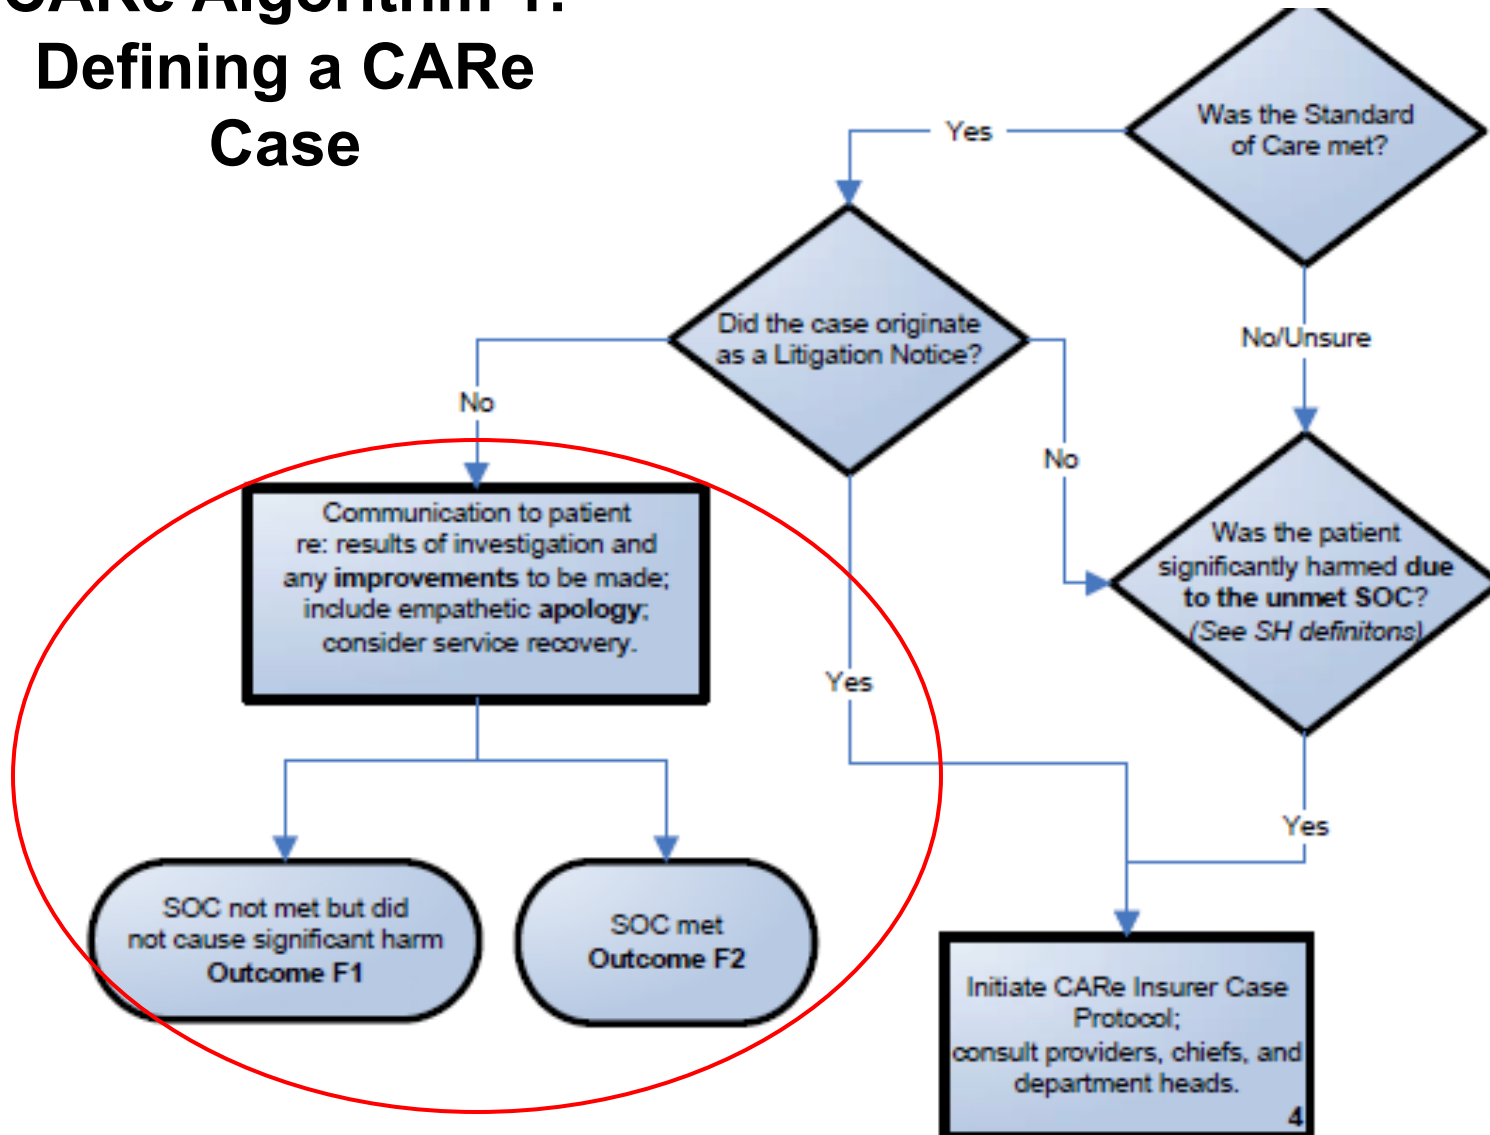 CARe Algorithm 1:
Defining a CARe
Case
Was the Standard
of Care met?
Yes
Did the case originate
as a Litigation Notice?
No/Unsure
No
No
Communication to patient
re: results of investigation and
any improvements to be made;
include empathetic apology;
consider service recovery.
Was the patient
significantly harmed due
to the unmet SOC?
(See SH definitons)
Yes
Yes
SOC not met but did
not cause significant harm
Outcome F1
SOC met
Outcome F2
Initiate CARe Insurer Case
Protocol;
consult providers, chiefs, and
department heads.
4